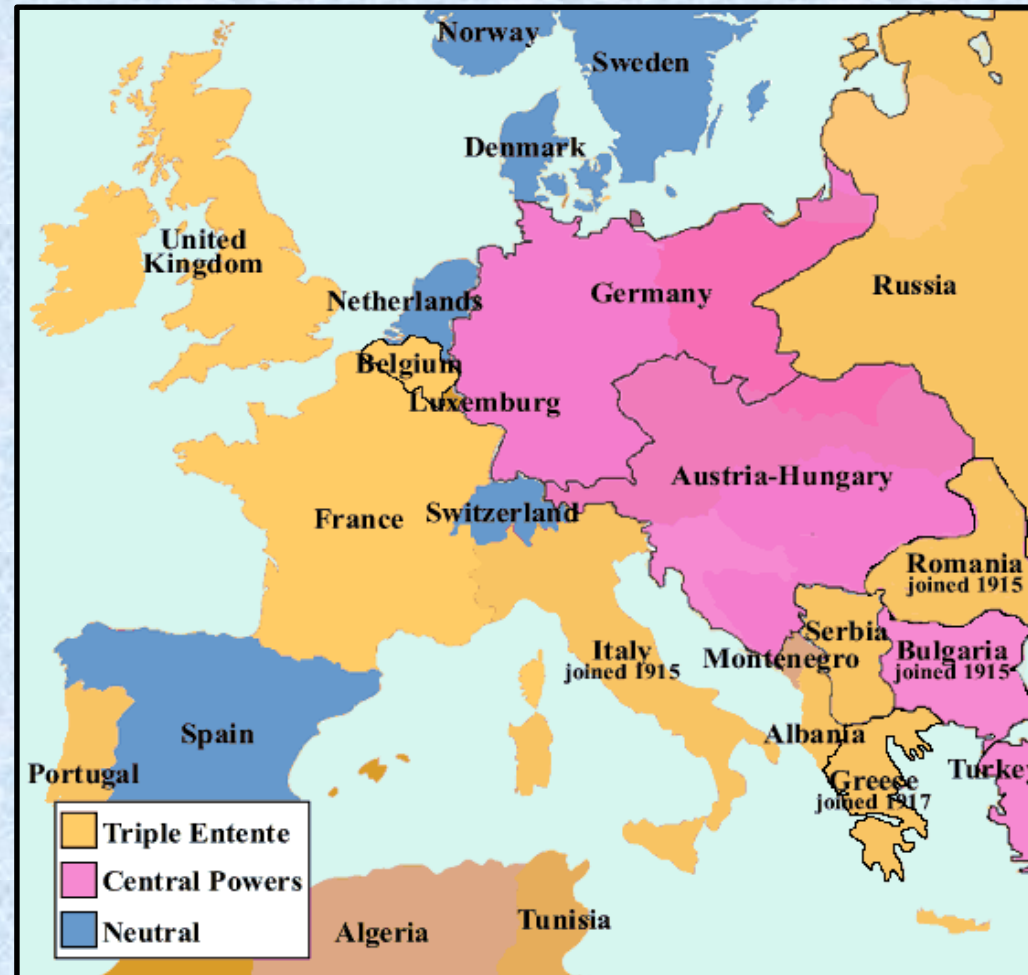 Norway
Sweden
Denmark
United
Kingdom
Netherlands
Germany
Russia
Belgium
Luxemburg
Austria-Hungary
France
Switzerland
Romania
joined 1915
Serbia
Italy
joined 1915
Montenegro
Bulgaria
joined 1915
Spain
Albania
Portugal
Greece
joined 1917
Turkey
Triple Entente
Central Powers
Neutral
Algeria
Tunisia